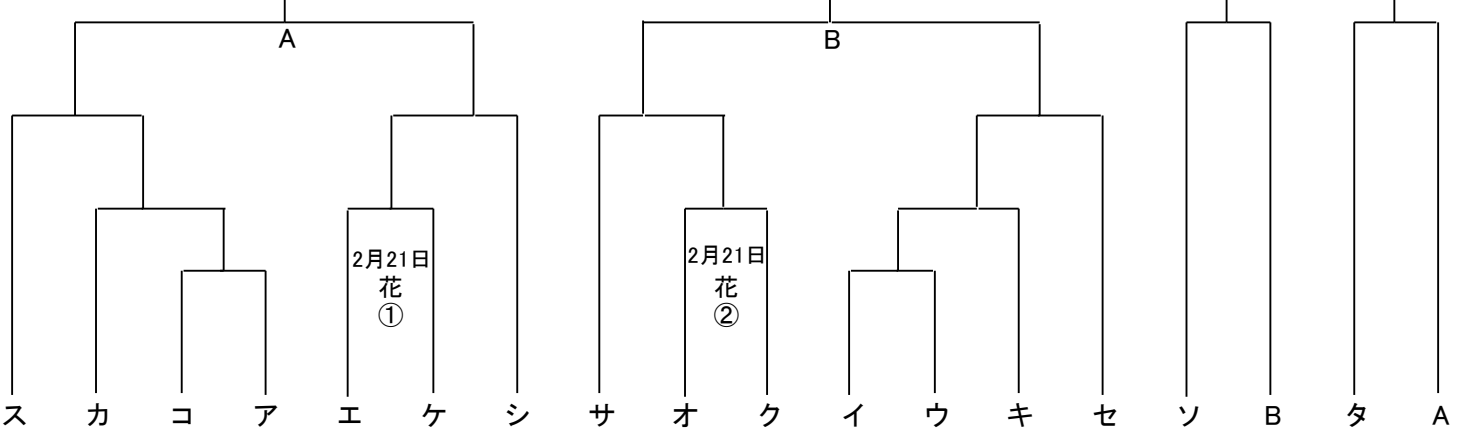 A
B
2月21日
花
①
2月21日
花
②
ス カ コ ア エ ケ シ サ オ ク イ ウ キ セ ソ B タ A